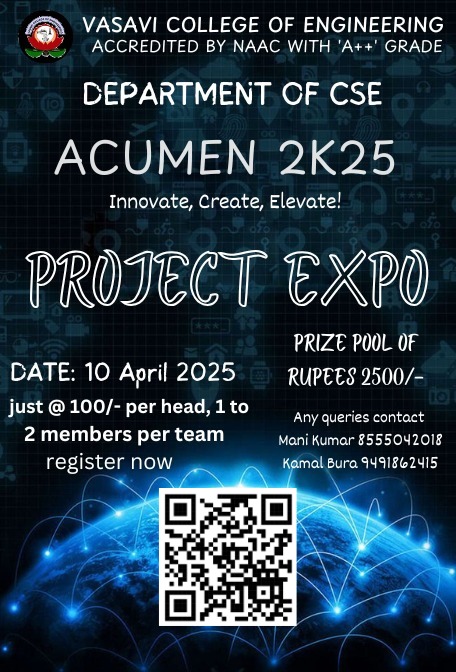 VASAVI COLLEGE OF ENGINEERING
ACCREDITED BY NAAC WITH 'A++' GRADE
DEPARTMENT OF CSE
ACUMEN 2K25
Innovate, Create, Elevate!
PROJECT EXPO
PRIZE POOL OF
RUPEES 2500/-
DATE: 10 April 2025
just @ 100/- per head, 1 to
2 members per team
register now
Any queries contact
Mani Kumar 8555042018
Kamal Bura 9491862415